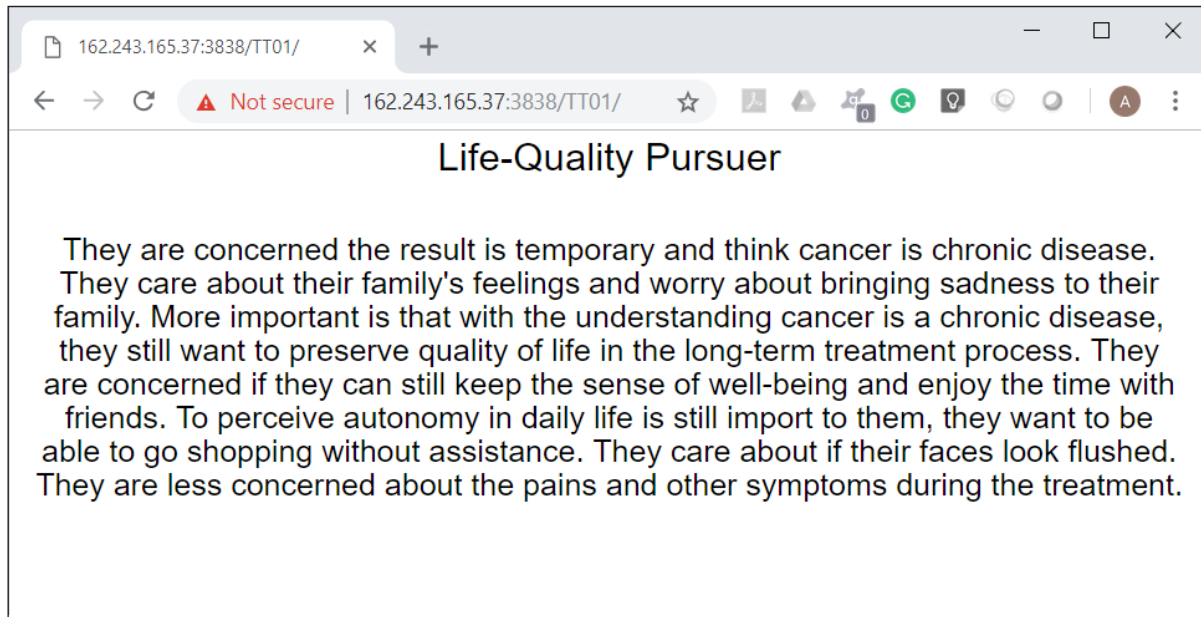 162.243.165.37:3838/TT01/
Not secure | 162.243.165.37:3838/TT01/
0
A
Life-Quality Pursuer
They are concerned the result is temporary and think cancer is chronic disease.
They care about their family's feelings and worry about bringing sadness to their
family. More important is that with the understanding cancer is a chronic disease,
they still want to preserve quality of life in the long-term treatment process. They
are concerned if they can still keep the sense of well-being and enjoy the time with
friends. To perceive autonomy in daily life is still import to them, they want to be
able to go shopping without assistance. They care about if their faces look flushed.
They are less concerned about the pains and other symptoms during the treatment.